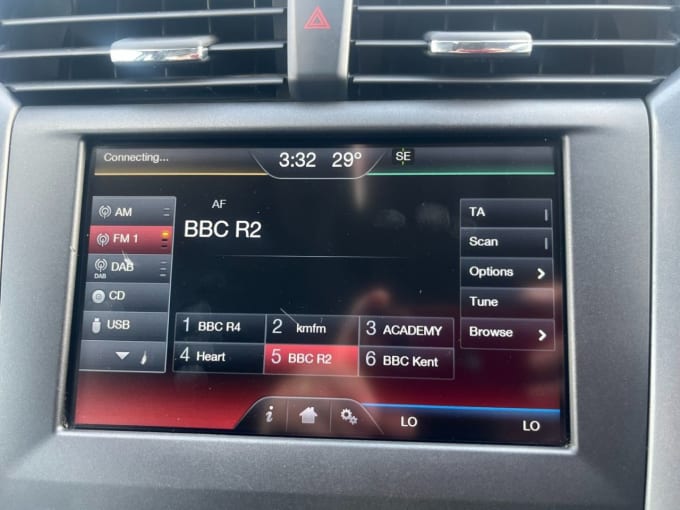 Connecting...
3:32 29°
SE
AM
FM 1
DAB
DAB
CD
USB
AF
BBC R2
1 BBC R4
2 kmfm
3 ACADEMY
4 Heart
5 BBC R2
6 BBC Kent
TA
Scan
Options
Tune
Browse
i
LO
LO